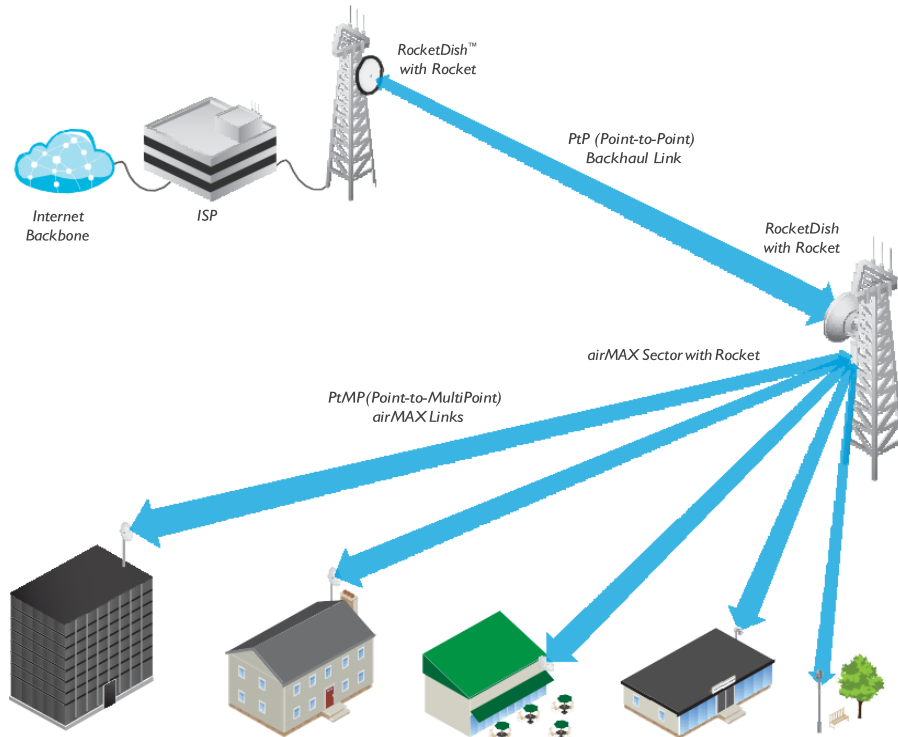 RocketDish™
with Rocket
PtP (Point-to-Point)
Backhaul Link
Internet
Backbone
ISP
RocketDish
with Rocket
airMAX Sector with Rocket
PtMP (Point-to-MultiPoint)
airMAX Links